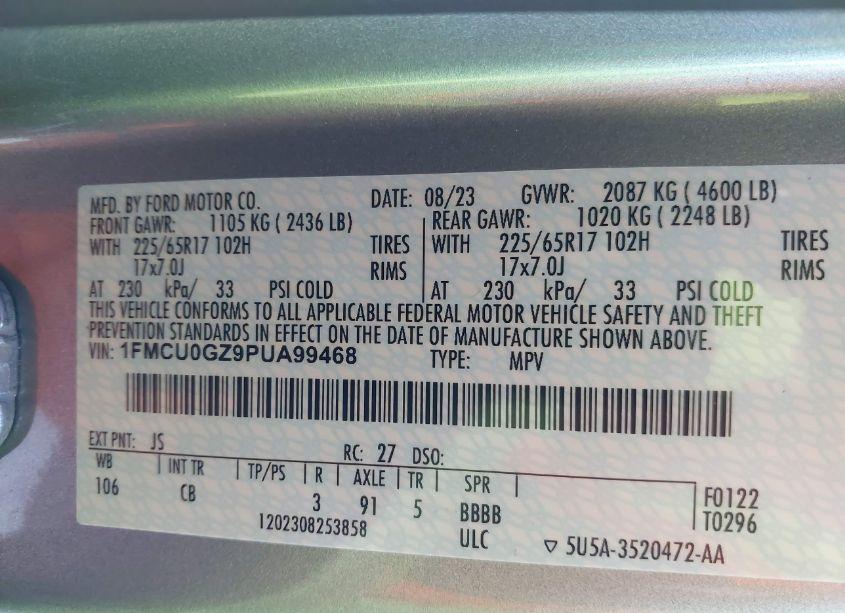 MFD. BY FORD MOTOR CO. DATE: 08/23 GVWR: 2087 KG ( 4600 LB)
FRONT GAWR: 1105 KG ( 2436 LB) REAR GAWR: 1020 KG ( 2248 LB)
WITH 225/65R17 102H TIRES WITH 225/65R17 102H TIRES
17x7.0J RIMS 17x7.0J RIMS
AT 230 kPa/ 33 PSI COLD AT 230 kPa/ 33 PSI COLD
THIS VEHICLE CONFORMS TO ALL APPLICABLE FEDERAL MOTOR VEHICLE SAFETY AND THEFT
PREVENTION STANDARDS IN EFFECT ON THE DATE OF MANUFACTURE SHOWN ABOVE.
VIN: 1FMCU0GZ9PUA99468 TYPE: MPV
EXT PNT: JS RC: 27 DSO:
WB INT TR TP/PS R AXLE TR SPR
106 CB 3 91 5 BBBB F0122
1202308253858 ULC T0296
▽ 5U5A-3520472-AA